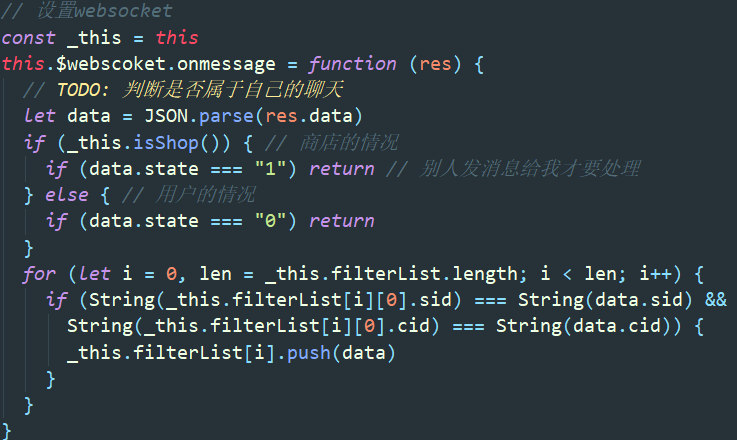 // 设置websocket
const _this = this
this.$webscoket.onmessage = function (res) {
  // TODO: 判断是否属于自己的聊天
  let data = JSON.parse(res.data)
  if (_this.isShop()) { // 商店的情况
    if (data.state === "1") return // 别人发消息给我才要处理
  } else { // 用户的情况
    if (data.state === "0") return
  }
  for (let i = 0, len = _this.filterList.length; i < len; i++) {
    if (String(_this.filterList[i][0].sid) === String(data.sid) &&
      String(_this.filterList[i][0].cid) === String(data.cid)) {
      _this.filterList[i].push(data)
    }
  }
}